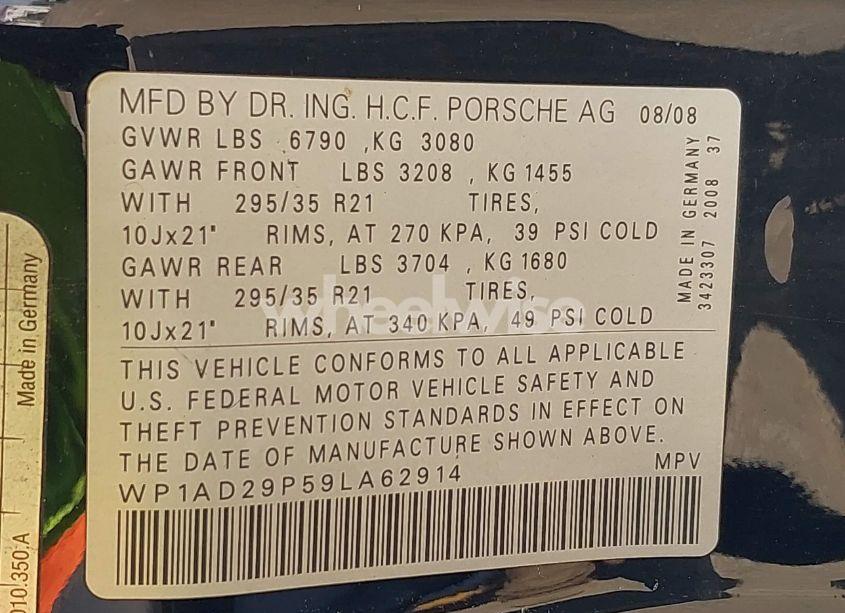 MFD BY DR. ING. H.C.F. PORSCHE AG 08/08
GVWR LBS 6790 ,KG 3080
GAWR FRONT LBS 3208 , KG 1455
WITH 295/35 R21 TIRES,
10Jx21" RIMS, AT 270 KPA, 39 PSI COLD
GAWR REAR LBS 3704 , KG 1680
WITH 295/35 R21 TIRES,
10Jx21" RIMS, AT 340 KPA, 49 PSI COLD
THIS VEHICLE CONFORMS TO ALL APPLICABLE
U.S. FEDERAL MOTOR VEHICLE SAFETY AND
THEFT PREVENTION STANDARDS IN EFFECT ON
THE DATE OF MANUFACTURE SHOWN ABOVE.
WP1AD29P59LA62914 MPV
MADE IN GERMANY
3423307 2008 37
Made in Germany
010.350.A
wheelwise